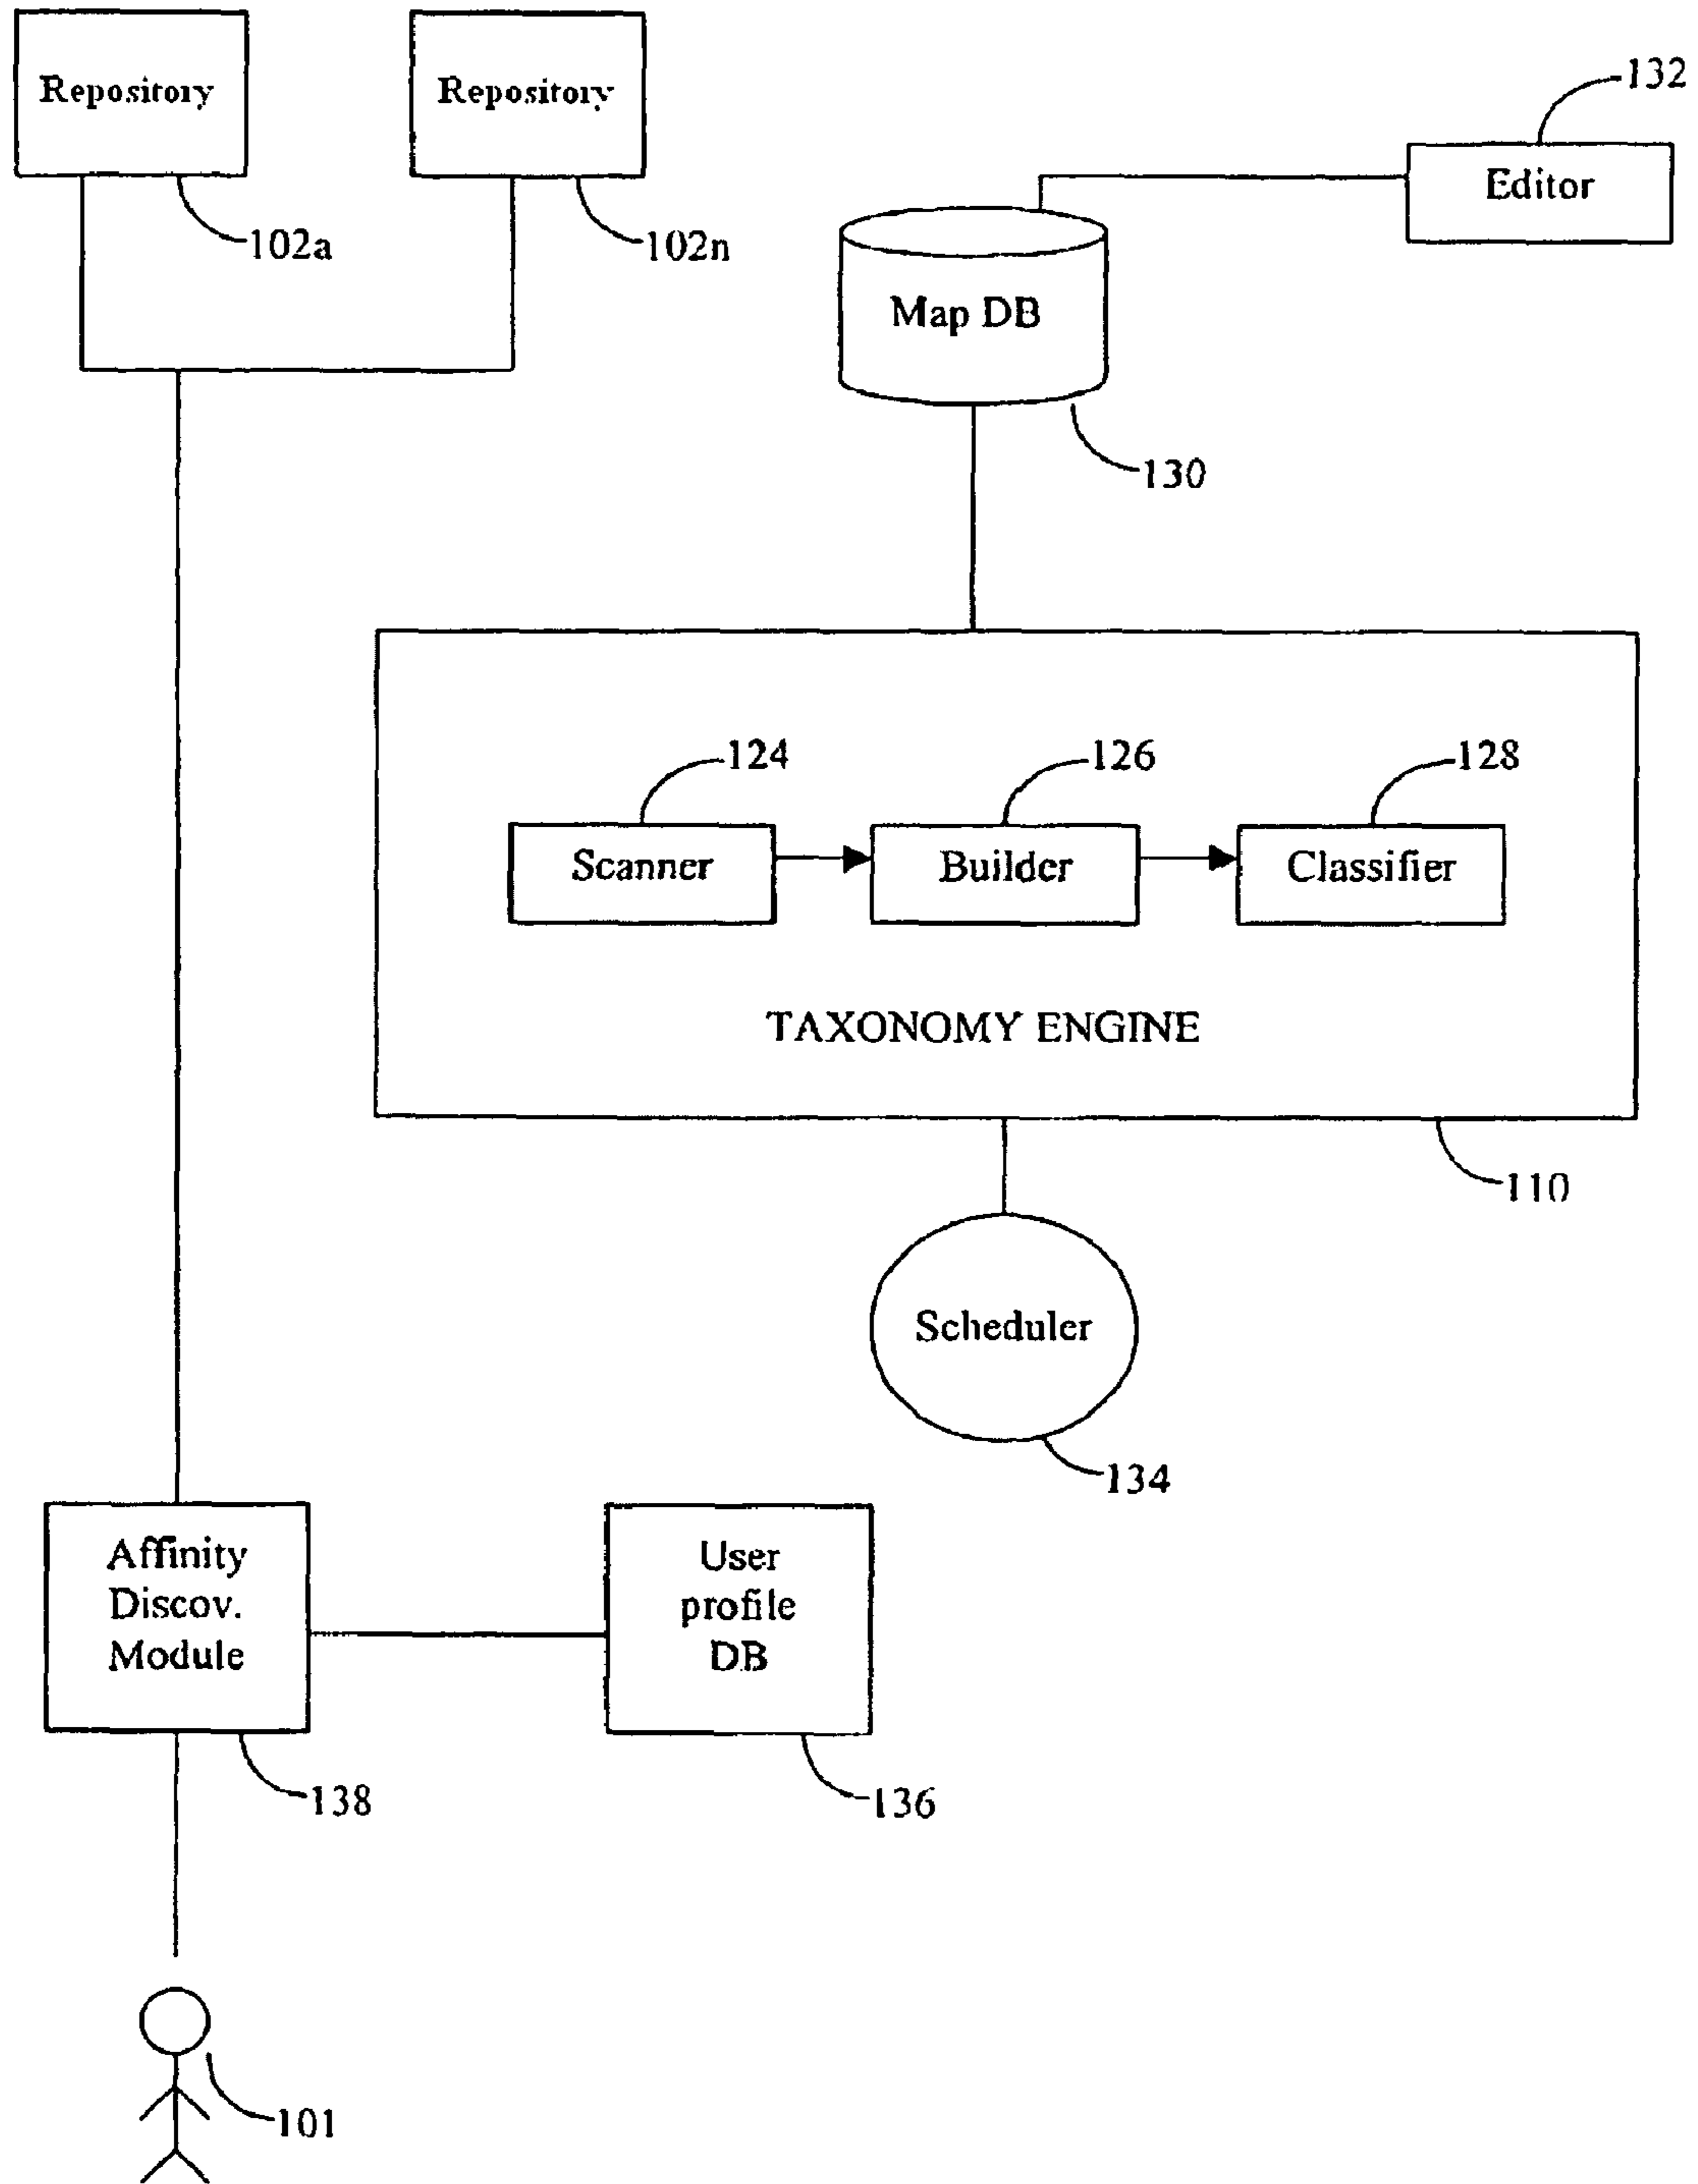 Repository
Repository
132
Editor
102a
102n
Map DB
130
124
126
128
Scanner
Builder
Classifier
TAXONOMY ENGINE
110
Scheduler
134
Affinity
Discov.
Module
User
profile
DB
138
136
101